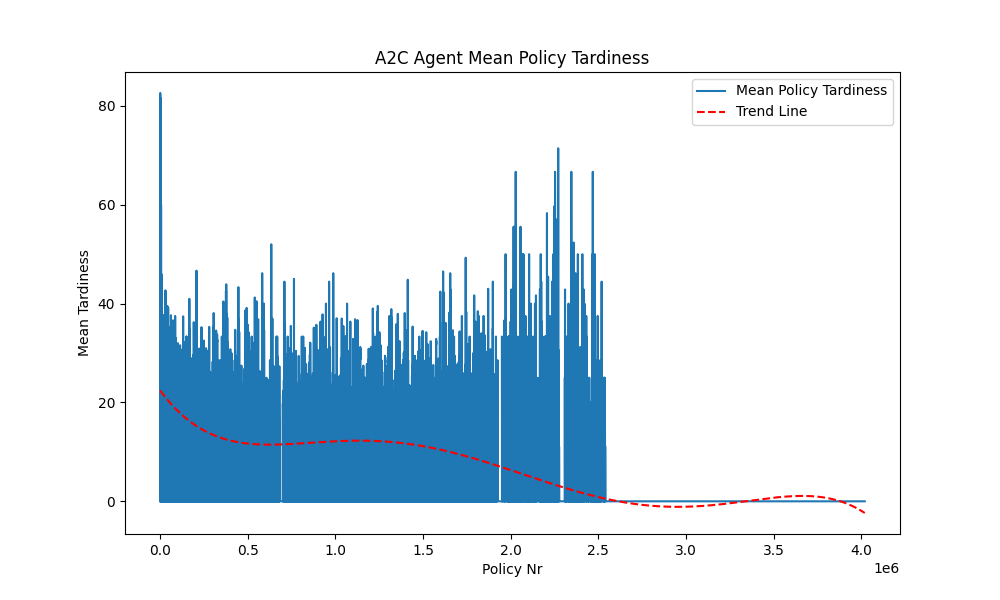 A2C Agent Mean Policy Tardiness
Mean Policy Tardiness
Trend Line
Mean Tardiness
80
60
40
20
0
0.0 0.5 1.0 1.5 2.0 2.5 3.0 3.5 4.0
1e6
Policy Nr